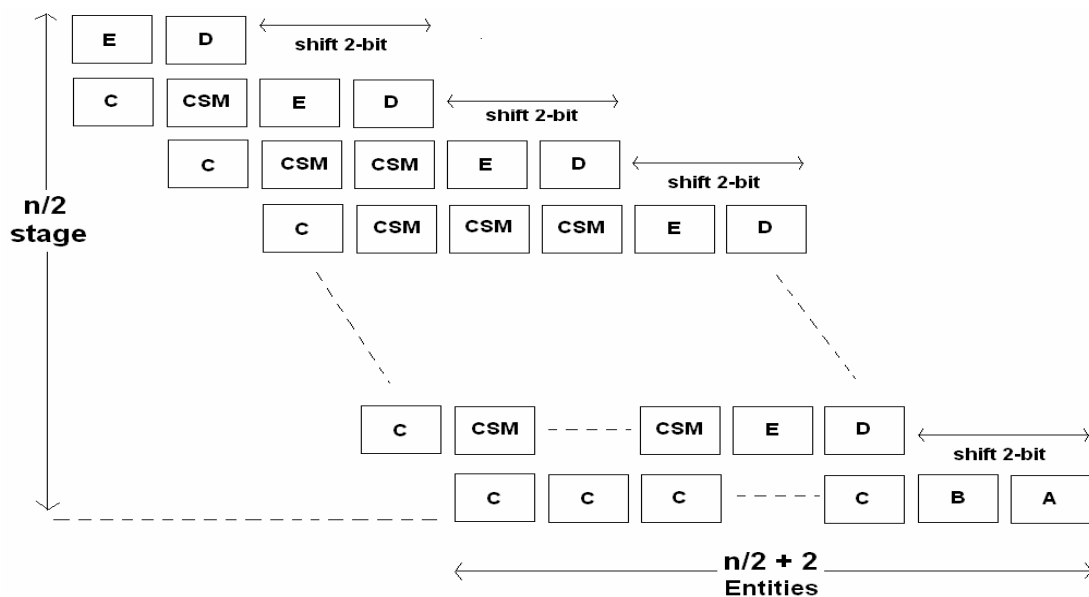 E D shift 2-bit
C CSM E D shift 2-bit
C CSM CSM E D shift 2-bit
n/2
stage
C CSM CSM CSM E D
C CSM CSM E D shift 2-bit
C C C C B A
n/2 + 2
Entities